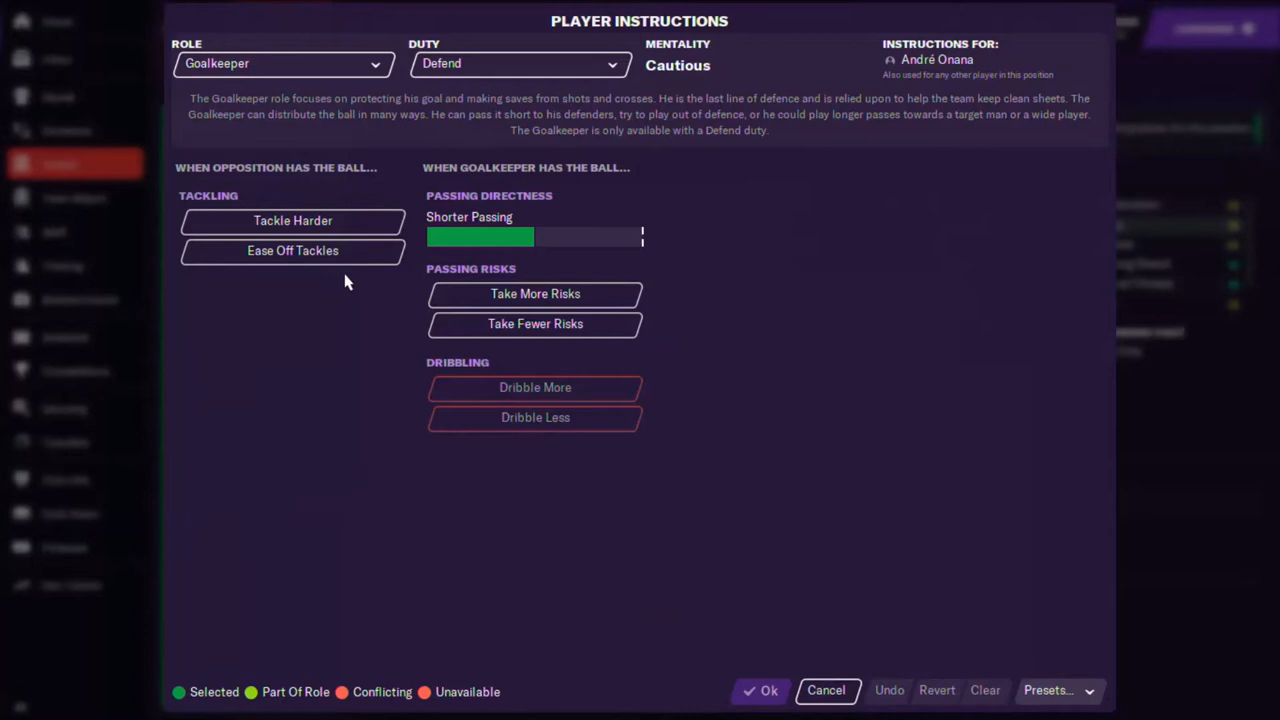 PLAYER INSTRUCTIONS
ROLE
DUTY
MENTALITY
INSTRUCTIONS FOR:
Goalkeeper
Defend
Cautious
André Onana
Also used for any other player in this position
The Goalkeeper role focuses on protecting his goal and making saves from shots and crosses. He is the last line of defence and is relied upon to help the team keep clean sheets. The
Goalkeeper can distribute the ball in many ways. He can pass it short to his defenders, try to play out of defence, or he could play longer passes towards a target man or a wide player.
The Goalkeeper is only available with a Defend duty.
WHEN OPPOSITION HAS THE BALL...
WHEN GOALKEEPER HAS THE BALL...
TACKLING
Tackle Harder
Ease Off Tackles
PASSING DIRECTNESS
Shorter Passing
PASSING RISKS
Take More Risks
Take Fewer Risks
DRIBBLING
Dribble More
Dribble Less
Selected
Part Of Role
Conflicting
Unavailable
Ok
Cancel
Undo
Revert
Clear
Presets...